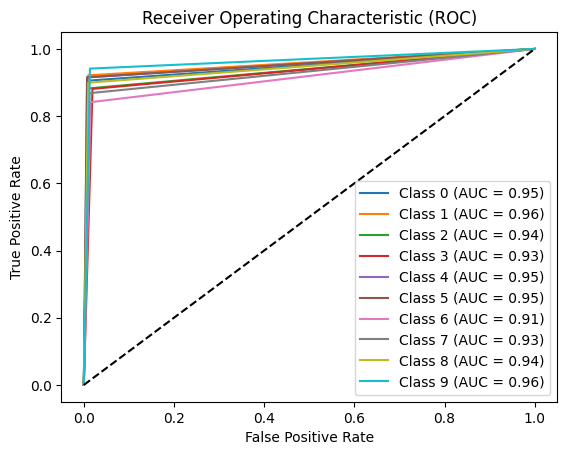 Receiver Operating Characteristic (ROC)
True Positive Rate
1.0
0.8
0.6
0.4
0.2
0.0
Class 0 (AUC = 0.95)
Class 1 (AUC = 0.96)
Class 2 (AUC = 0.94)
Class 3 (AUC = 0.93)
Class 4 (AUC = 0.95)
Class 5 (AUC = 0.95)
Class 6 (AUC = 0.91)
Class 7 (AUC = 0.93)
Class 8 (AUC = 0.94)
Class 9 (AUC = 0.96)
0.0 0.2 0.4 0.6 0.8 1.0
False Positive Rate